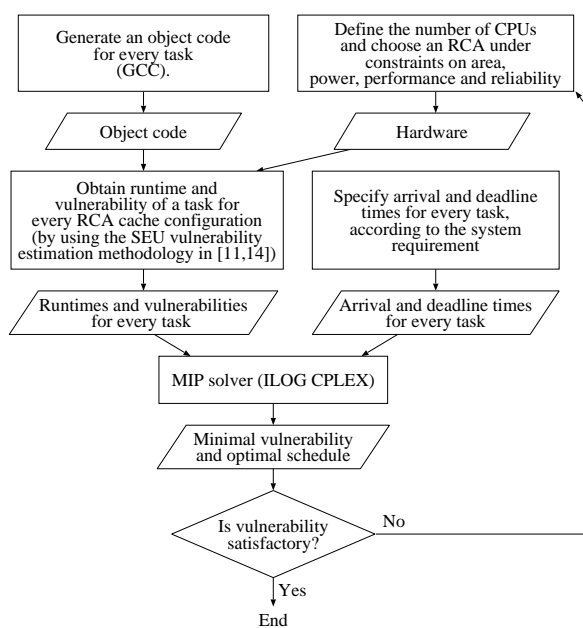 Generate an object code
for every task
(GCC).
Define the number of CPUs
and choose an RCA under
constraints on area,
power, performance and reliability
Object code
Hardware
Obtain runtime and
vulnerability of a task for
every RCA cache configuration
(by using the SEU vulnerability
estimation methodology in [11,14])
Specify arrival and deadline
times for every task,
according to the system
requirement
Runtimes and vulnerabilities
for every task
Arrival and deadline times
for every task
MIP solver (ILOG CPLEX)
Minimal vulnerability
and optimal schedule
Is vulnerability
satisfactory?
No
Yes
End